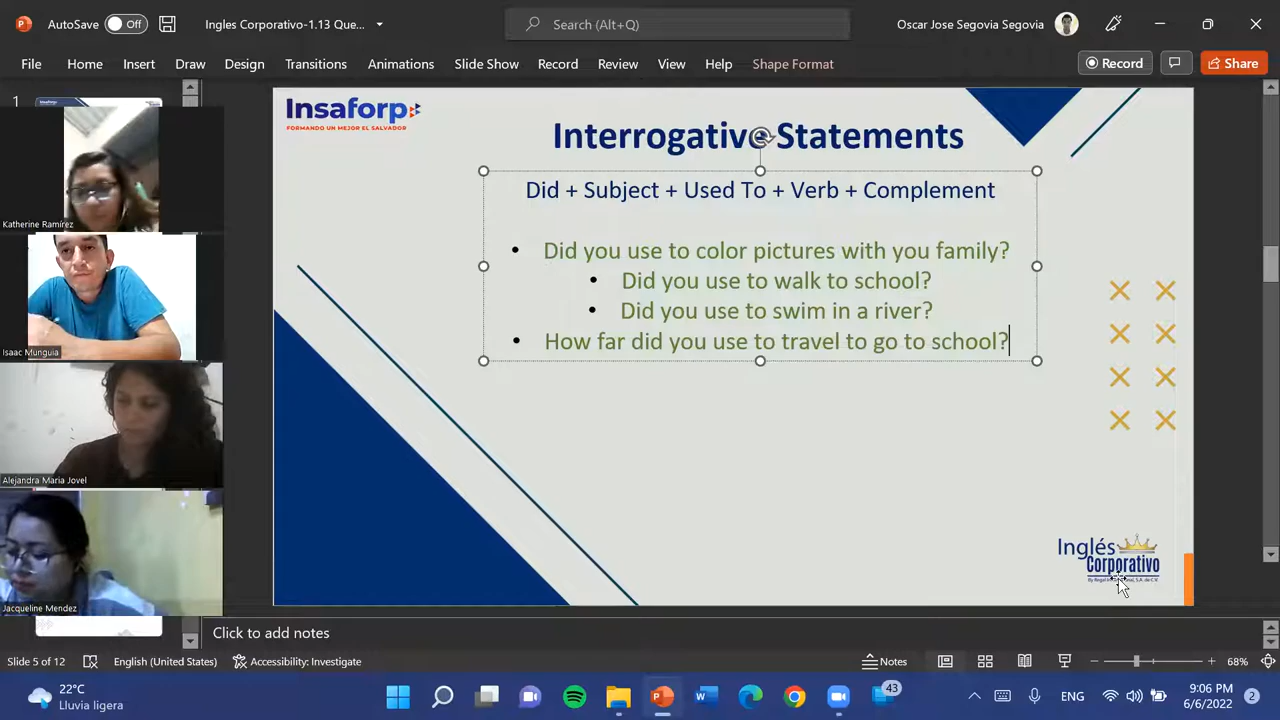 AutoSave Off Ingles Corporativo-1.13 Que... Search (Alt+Q) Oscar Jose Segovia Segovia
File Home Insert Draw Design Transitions Animations Slide Show Record Review View Help Shape Format Record Share
1
Insaforp
FORMANDO UN MEJOR EL SALVADOR
Interrogative Statements
Did + Subject + Used To + Verb + Complement
• Did you use to color pictures with you family?
• Did you use to walk to school?
• Did you use to swim in a river?
• How far did you use to travel to go to school?
Katherine Ramírez
Isaac Munguia
Alejandra Maria Jovel
Jacqueline Mendez
Inglés
Corporativo
Click to add notes
Slide 5 of 12 English (United States) Accessibility: Investigate Notes 68%
22°C
Lluvia ligera
43
ENG
9:06 PM
6/6/2022
2